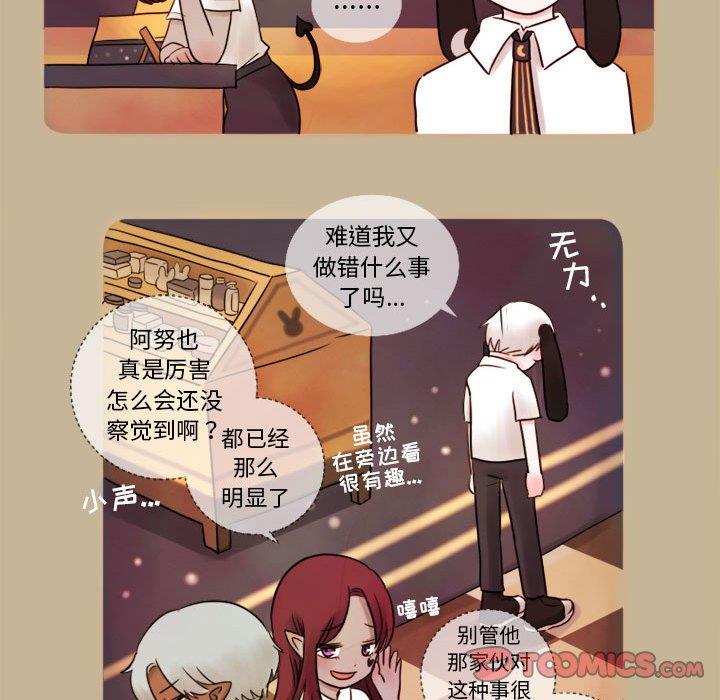 ......
难道我又
做错什么事
了吗...
无
力..
阿努也
真是厉害
怎么会还没
察觉到啊？
都已经
那么
明显了
虽然
在旁边看
很有趣...
小声...
嘻嘻
别管他
那家伙对
这种事很
TOOMICS.COM